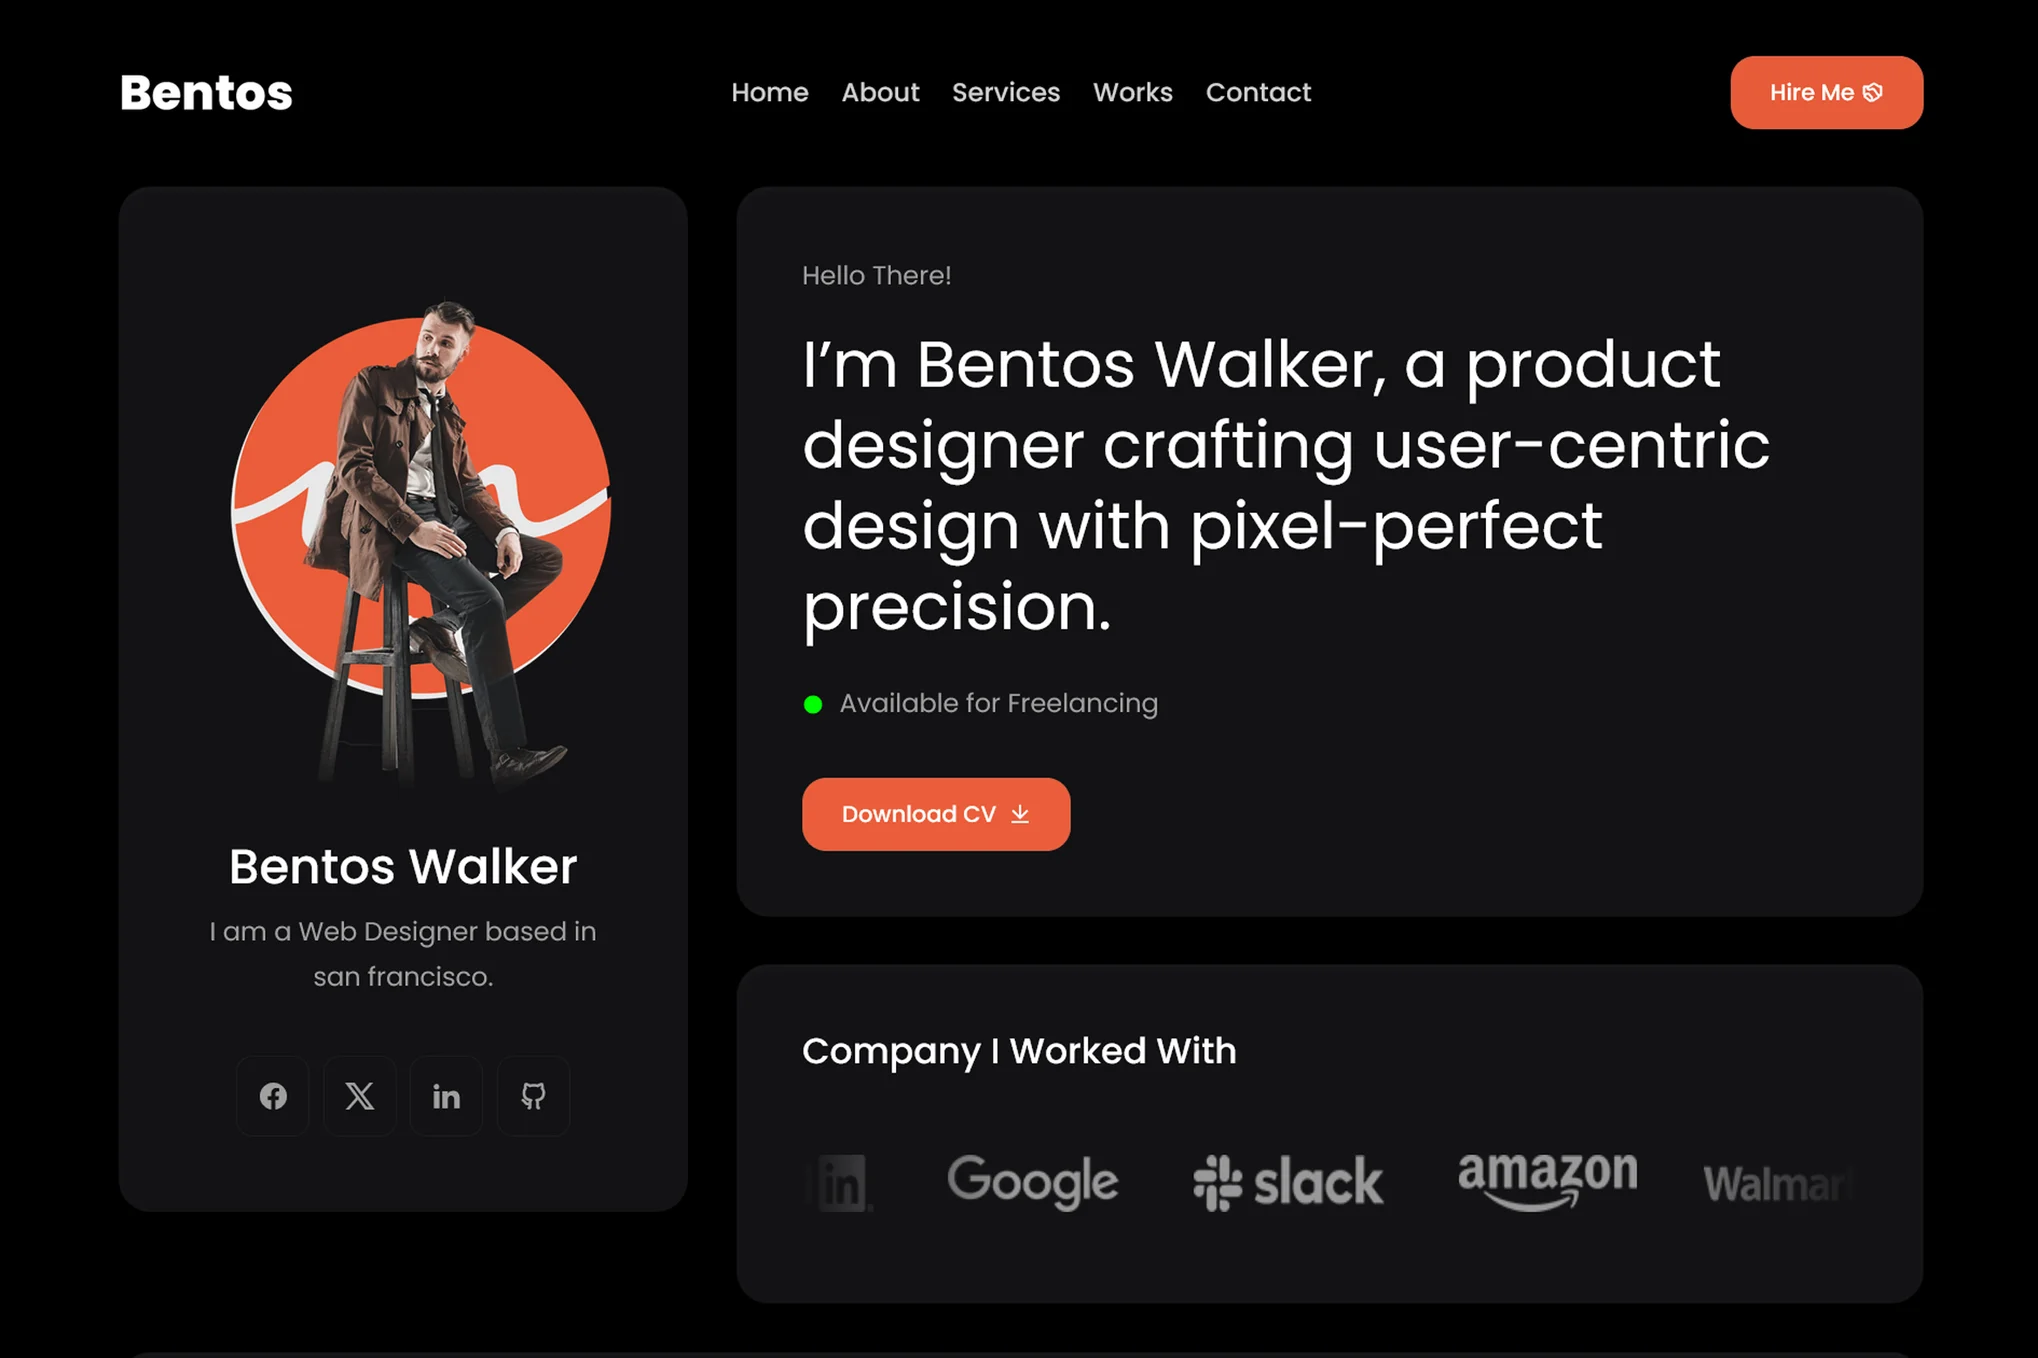 Bentos
Home About Services Works Contact
Hire Me
Hello There!
I’m Bentos Walker, a product
designer crafting user-centric
design with pixel-perfect
precision.
Available for Freelancing
Download CV
Bentos Walker
I am a Web Designer based in
san francisco.
in
Company I Worked With
in
Google
slack
amazon
Walmart